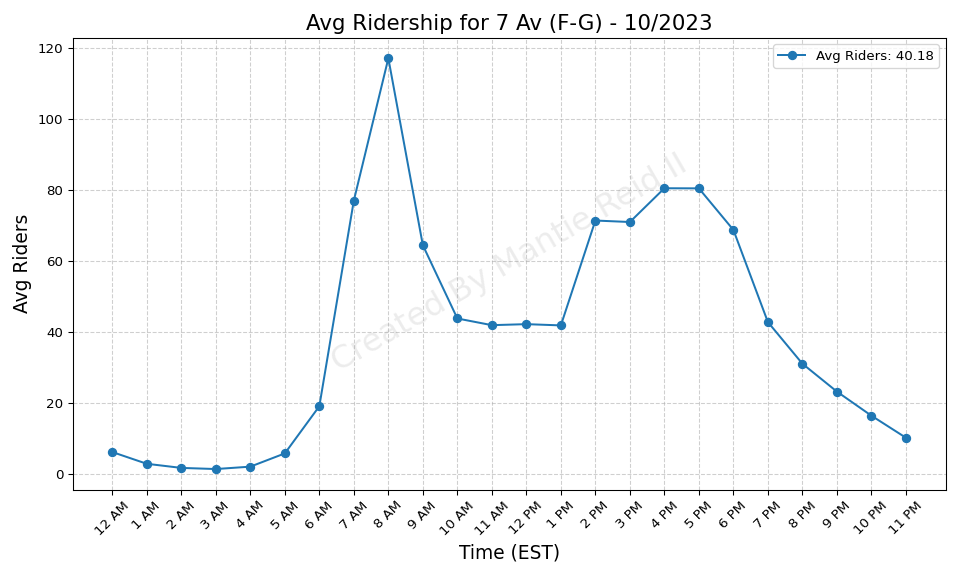 Avg Ridership for 7 Av (F-G) - 10/2023
Avg Riders: 40.18
120
100
80
60
40
20
0
Avg Riders
Created By Mantie Reid II
12 AM
1 AM
2 AM
3 AM
4 AM
5 AM
6 AM
7 AM
8 AM
9 AM
10 AM
11 AM
12 PM
1 PM
2 PM
3 PM
4 PM
5 PM
6 PM
7 PM
8 PM
9 PM
10 PM
11 PM
Time (EST)